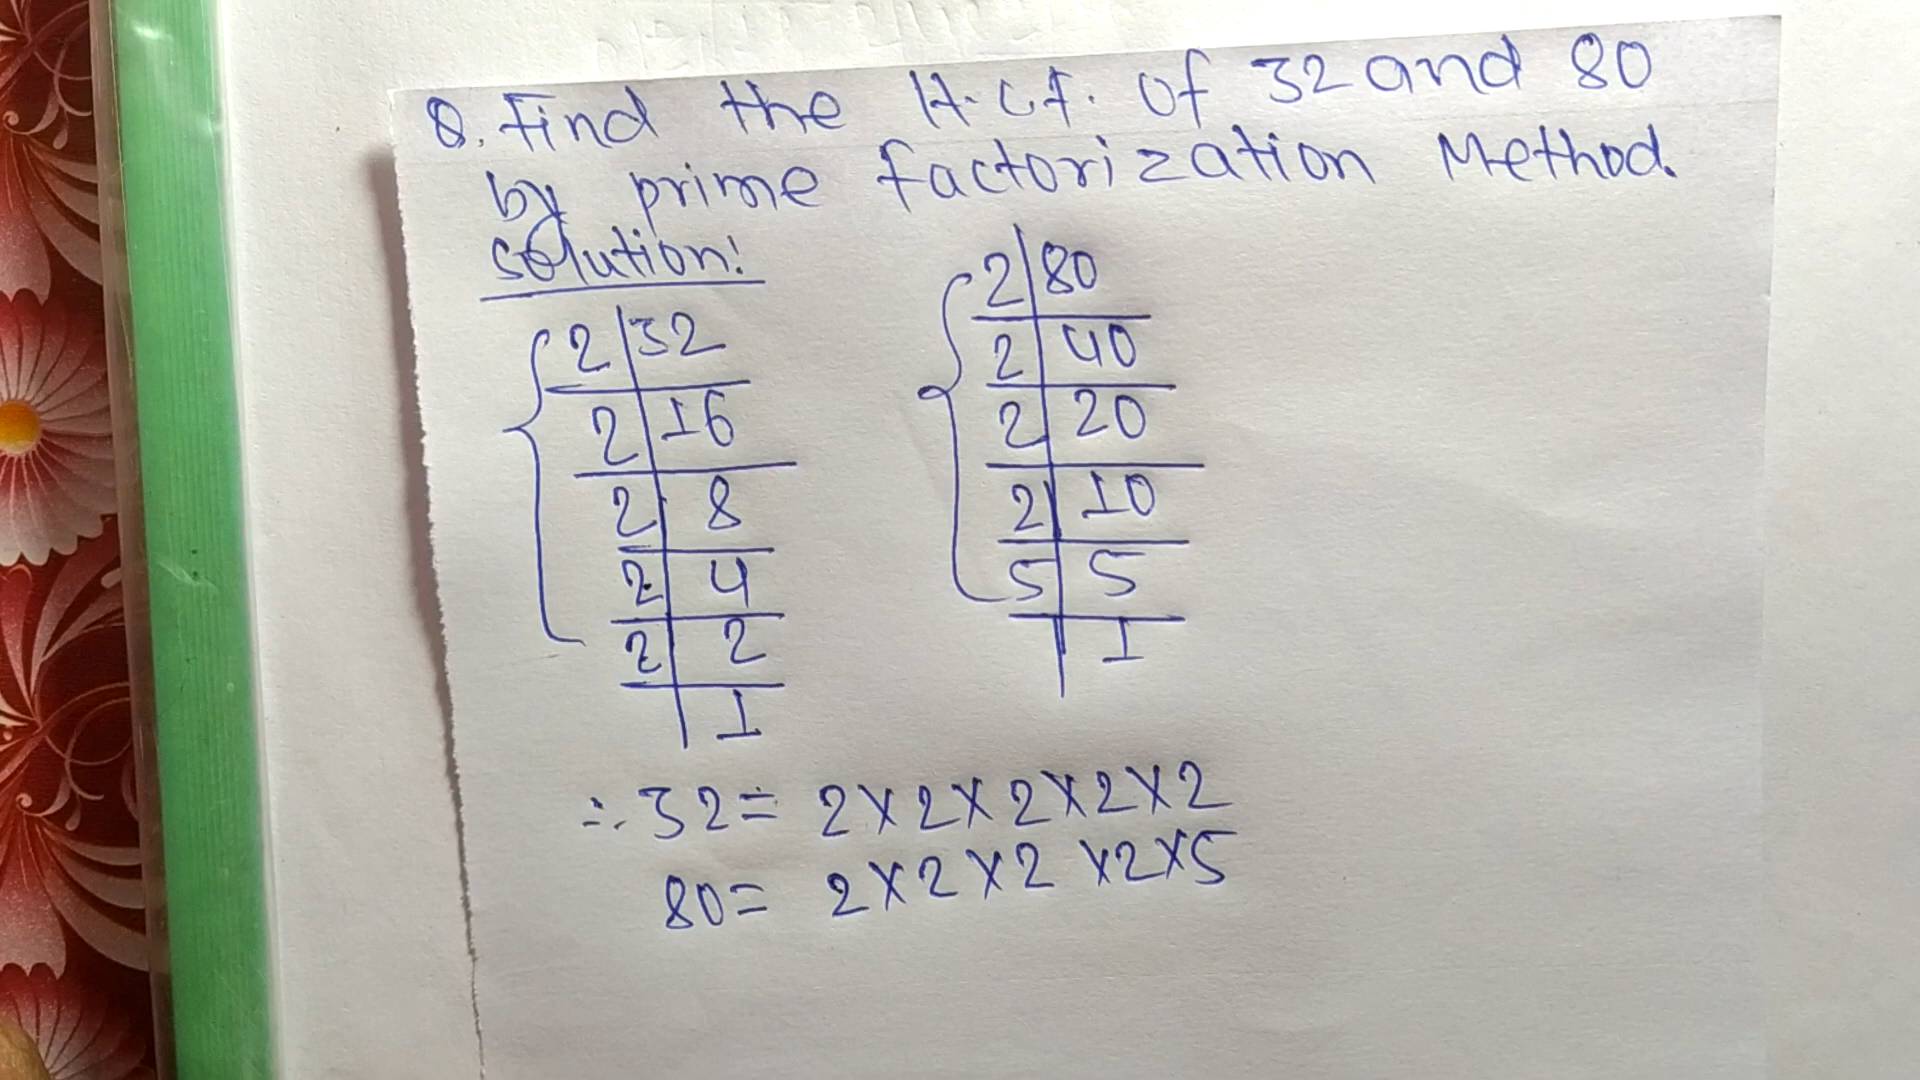 Q. Find the H.C.F. of 32 and 80
by prime factorization Method.
Solution:
2|32
2|16
2|8
2|4
2|2
|1
2|80
2|40
2|20
2|10
5|5
|1
∴ 32 = 2×2×2×2×2
80 = 2×2×2×2×5